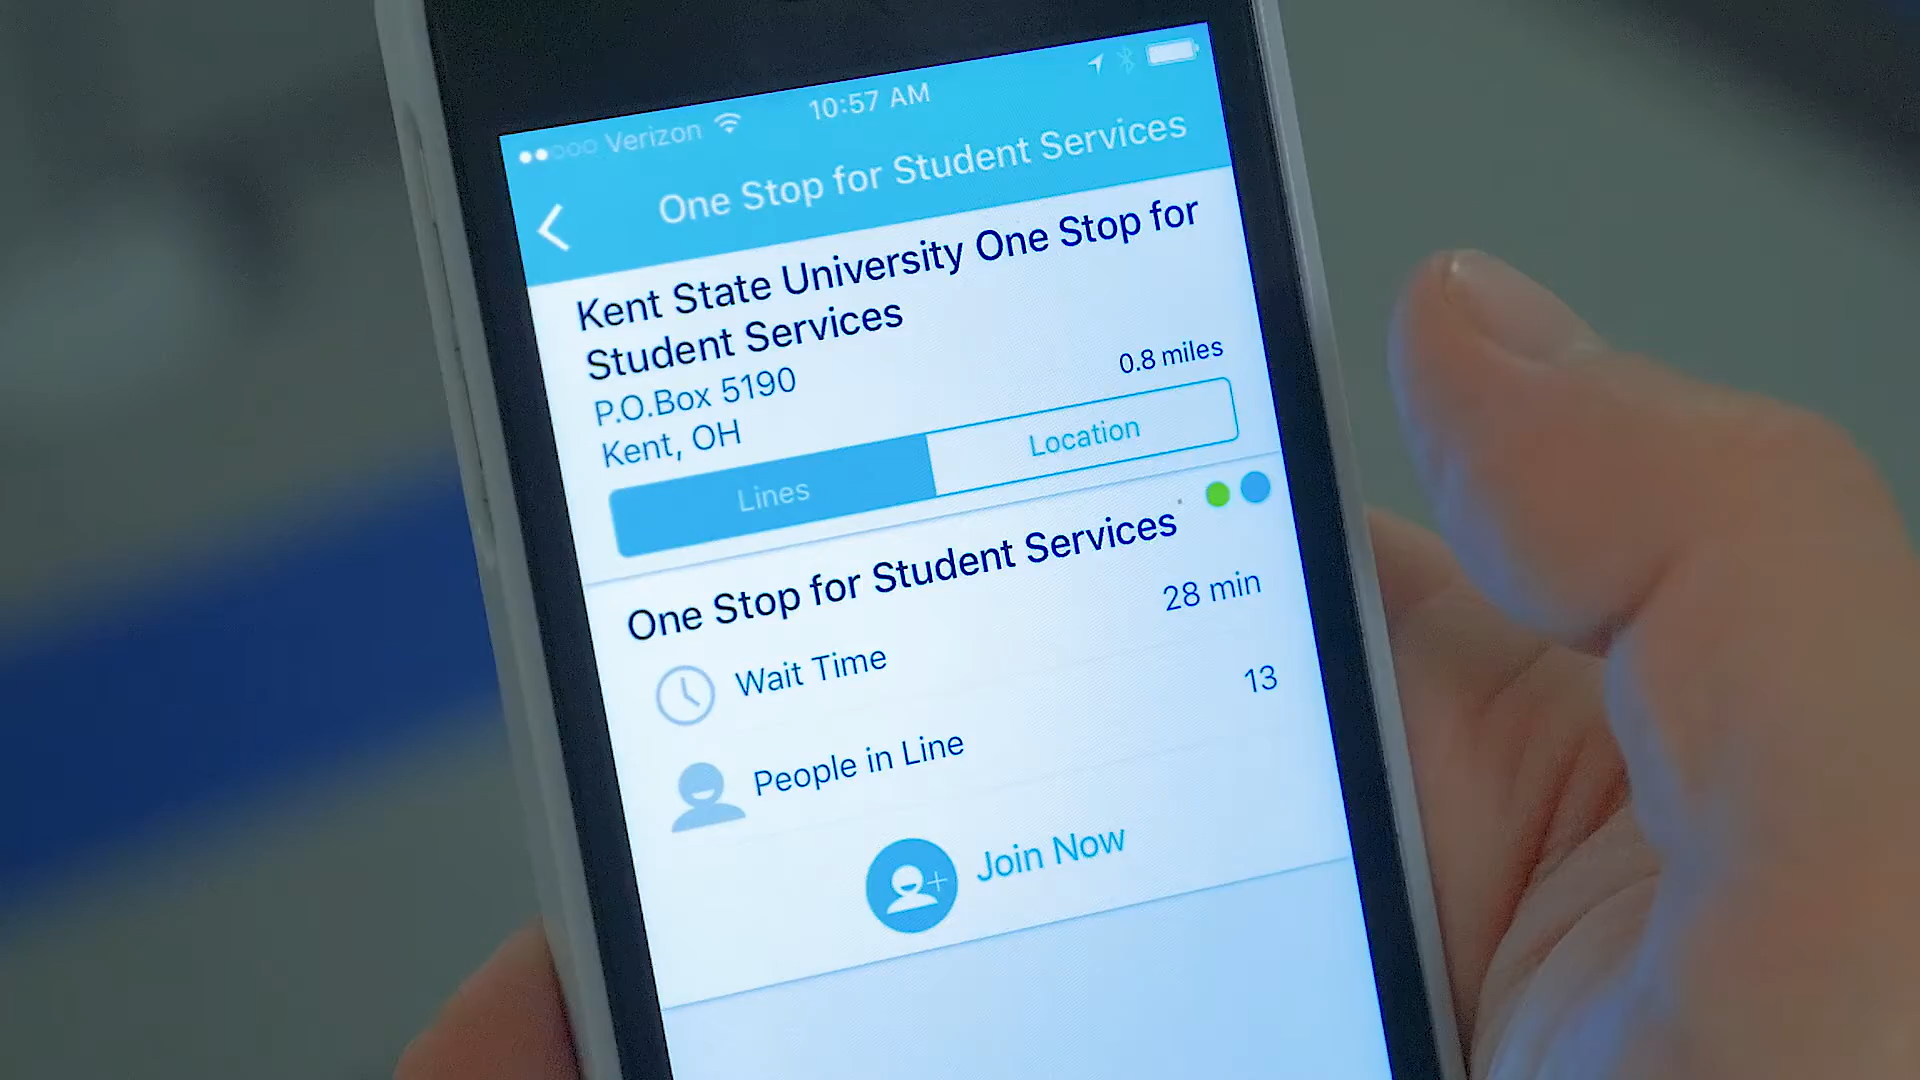 Verizon 10:57 AM
One Stop for Student Services
Kent State University One Stop for
Student Services
P.O.Box 5190
Kent, OH
0.8 miles
Lines Location
One Stop for Student Services
Wait Time 28 min
People in Line 13
Join Now